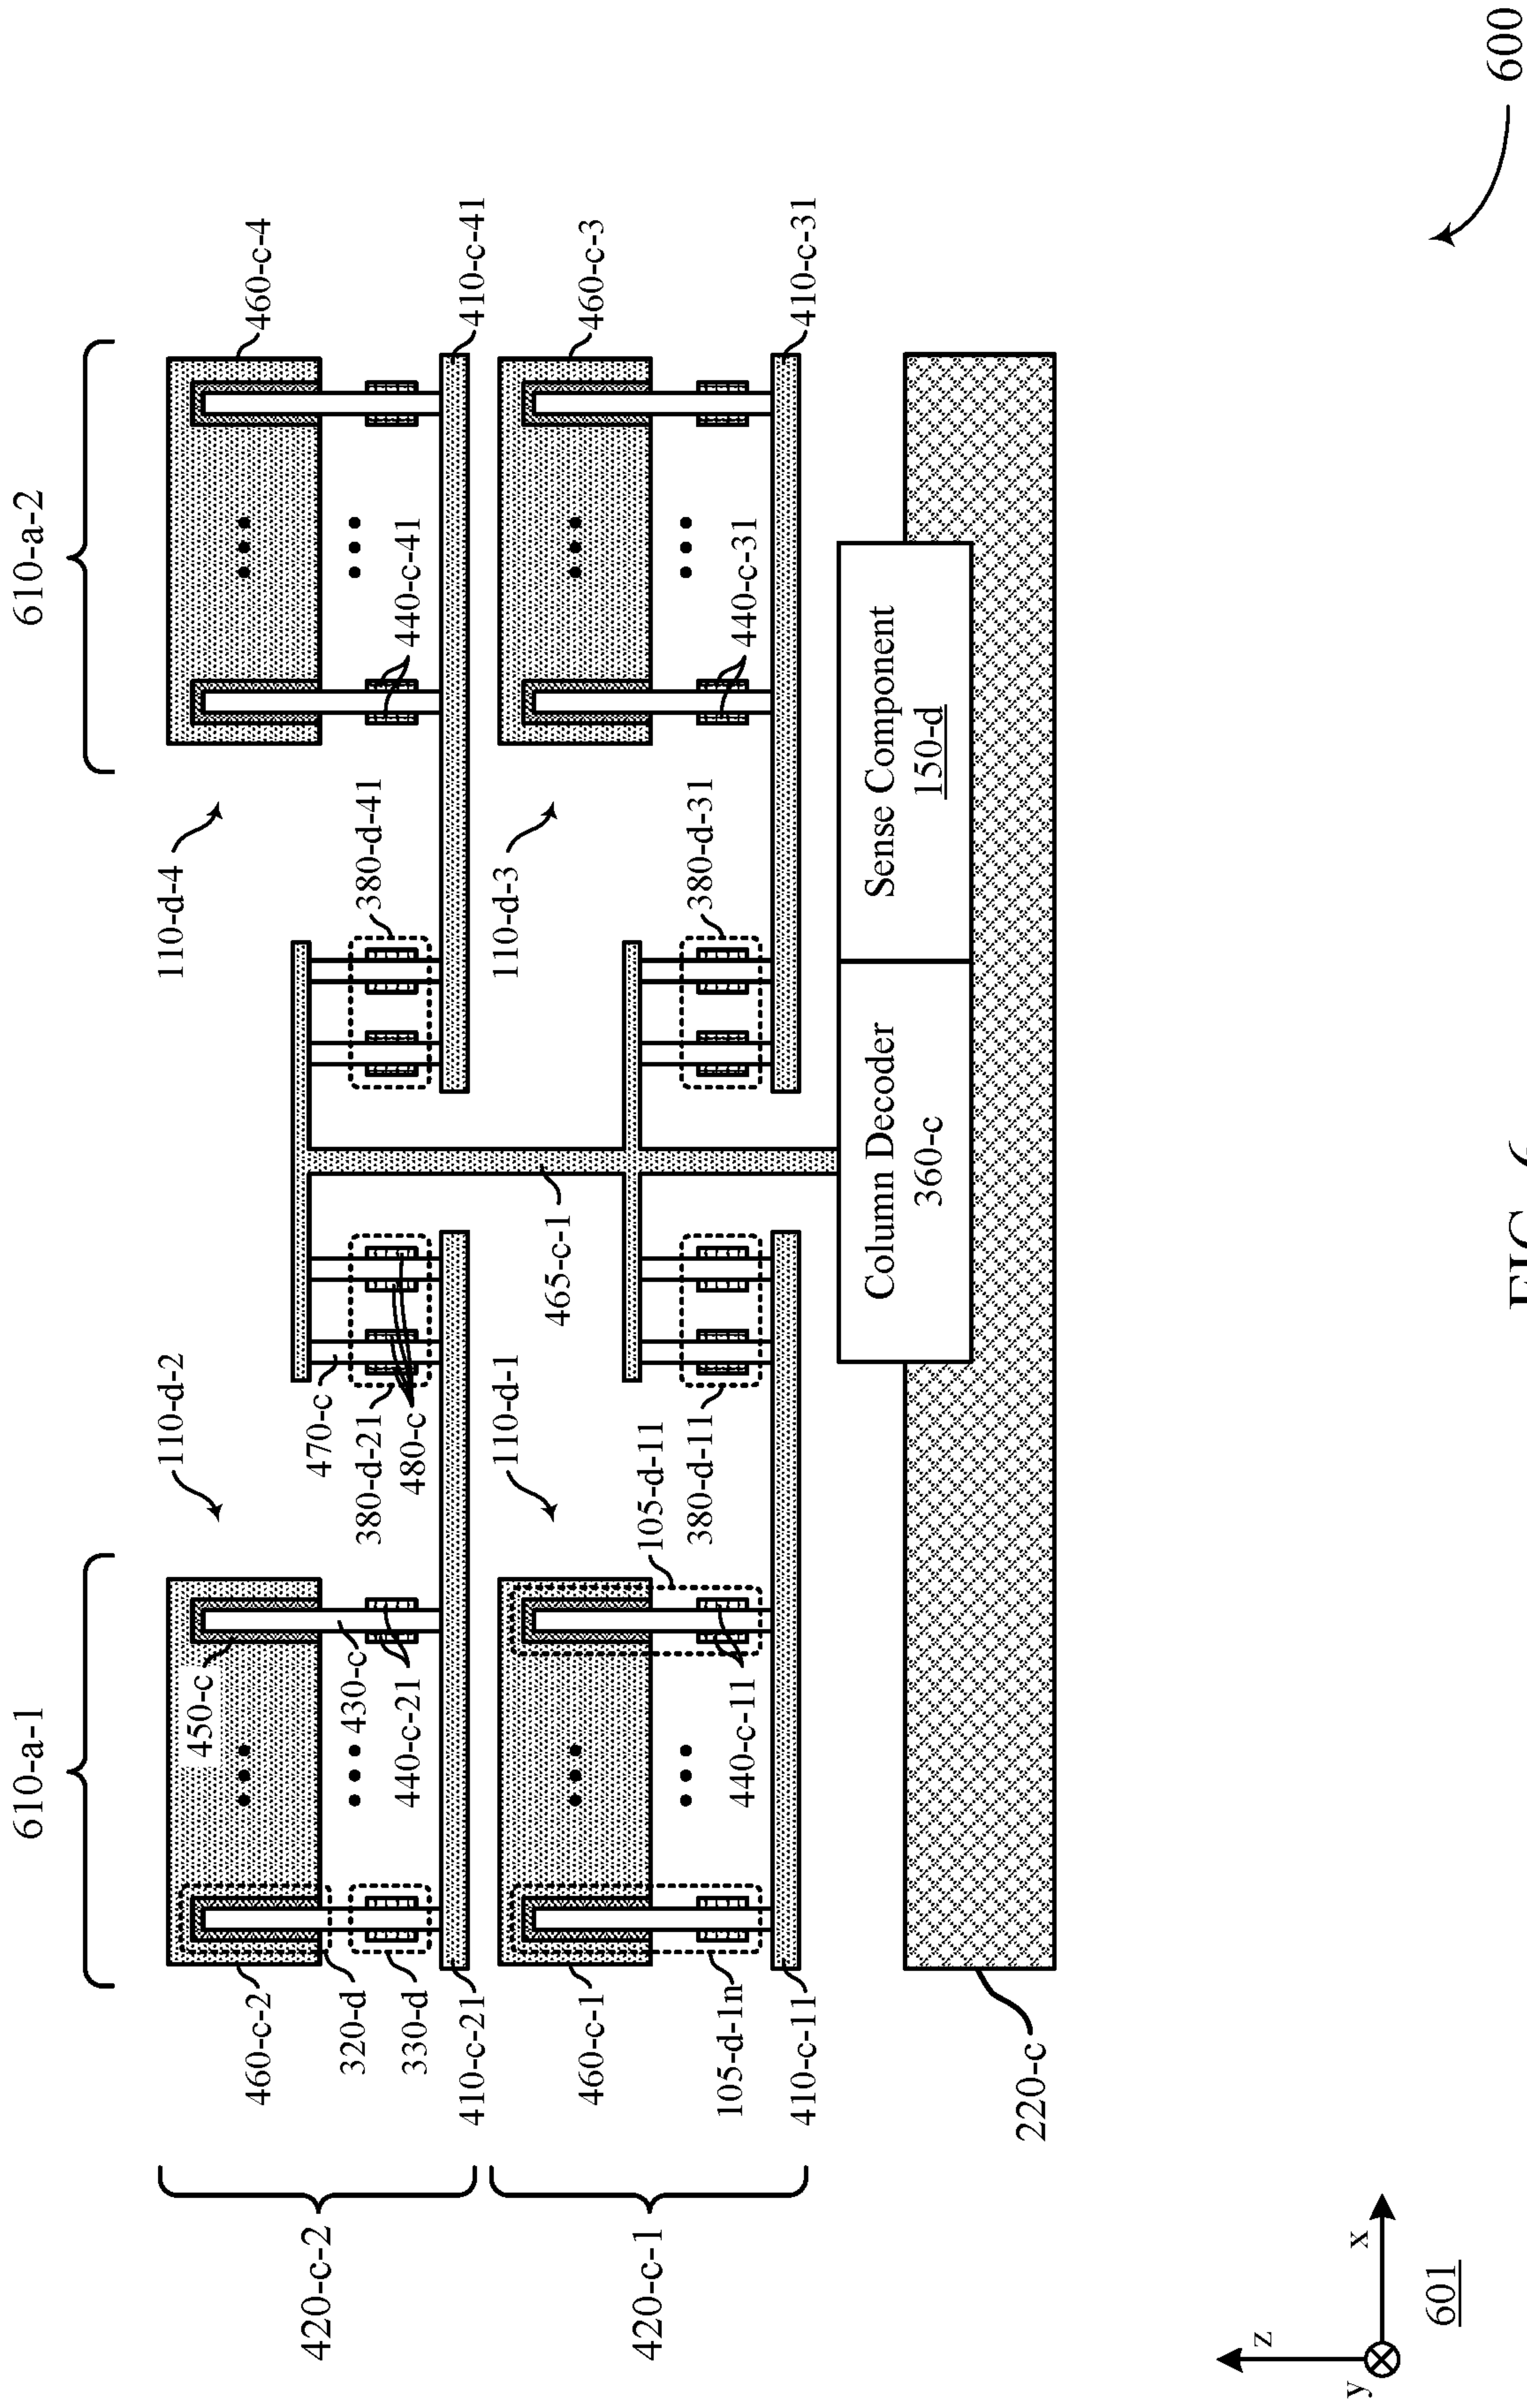 610-a-1
610-a-2
460-c-2
320-d
330-d
410-c-21
450-c
430-c
440-c-21
110-d-2
470-c
380-d-21
480-c
110-d-4
380-d-41
440-c-41
460-c-4
410-c-41
420-c-2
460-c-1
105-d-1n
410-c-11
440-c-11
105-d-11
110-d-1
380-d-11
465-c-1
110-d-3
380-d-31
440-c-31
460-c-3
410-c-31
420-c-1
Column Decoder
360-c
Sense Component
150-d
220-c
z
y
x
601
600